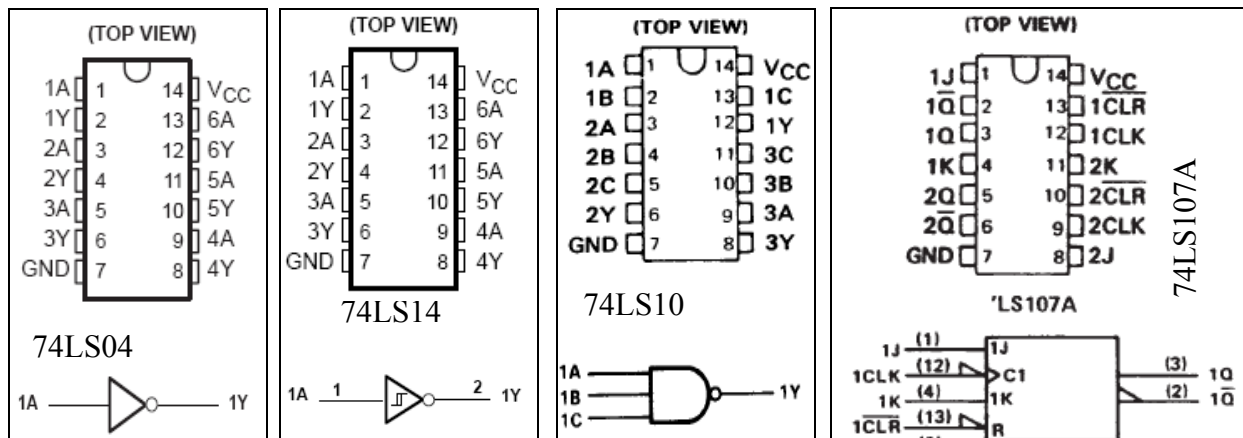 (TOP VIEW)
1A 1 14 VCC
1Y 2 13 6A
2A 3 12 6Y
2Y 4 11 5A
3A 5 10 5Y
3Y 6 9 4A
GND 7 8 4Y
74LS04
1A 1Y
(TOP VIEW)
1A 1 14 VCC
1Y 2 13 6A
2A 3 12 6Y
2Y 4 11 5A
3A 5 10 5Y
3Y 6 9 4A
GND 7 8 4Y
74LS14
1A 1 2 1Y
(TOP VIEW)
1A 1 14 VCC
1B 2 13 1C
2A 3 12 1Y
2B 4 11 3C
2C 5 10 3B
2Y 6 9 3A
GND 7 8 3Y
74LS10
1A
1B 1Y
1C
(TOP VIEW)
1J 1 14 VCC
1Q̅ 2 13 1C̅L̅R̅
1Q 3 12 1CLK
1K 4 11 2K
2Q 5 10 2C̅L̅R̅
2Q̅ 6 9 2CLK
GND 7 8 2J
74LS107A
'LS107A
1J (1) 1J
1CLK (12) C1 (3) 1Q
1K (4) 1K (2) 1Q̅
1C̅L̅R̅ (13) R